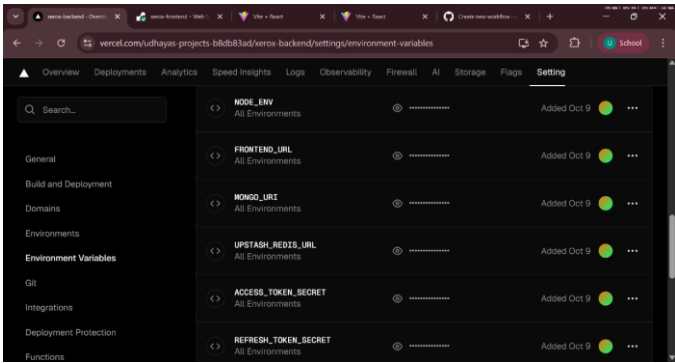 xerox-backend - Overvi
xerox-frontend - Web
Vite + React
Vite + React
Create new workflow
vercel.com/udhayas-projects-b8db83ad/xerox-backend/settings/environment-variables
U School
Overview Deployments Analytics Speed Insights Logs Observability Firewall AI Storage Flags Setting
Search...
General
Build and Deployment
Domains
Environments
Environment Variables
Git
Integrations
Deployment Protection
Functions
NODE_ENV
All Environments
Added Oct 9
FRONTEND_URL
All Environments
Added Oct 9
MONGO_URI
All Environments
Added Oct 9
UPSTASH_REDIS_URL
All Environments
Added Oct 9
ACCESS_TOKEN_SECRET
All Environments
Added Oct 9
REFRESH_TOKEN_SECRET
All Environments
Added Oct 9